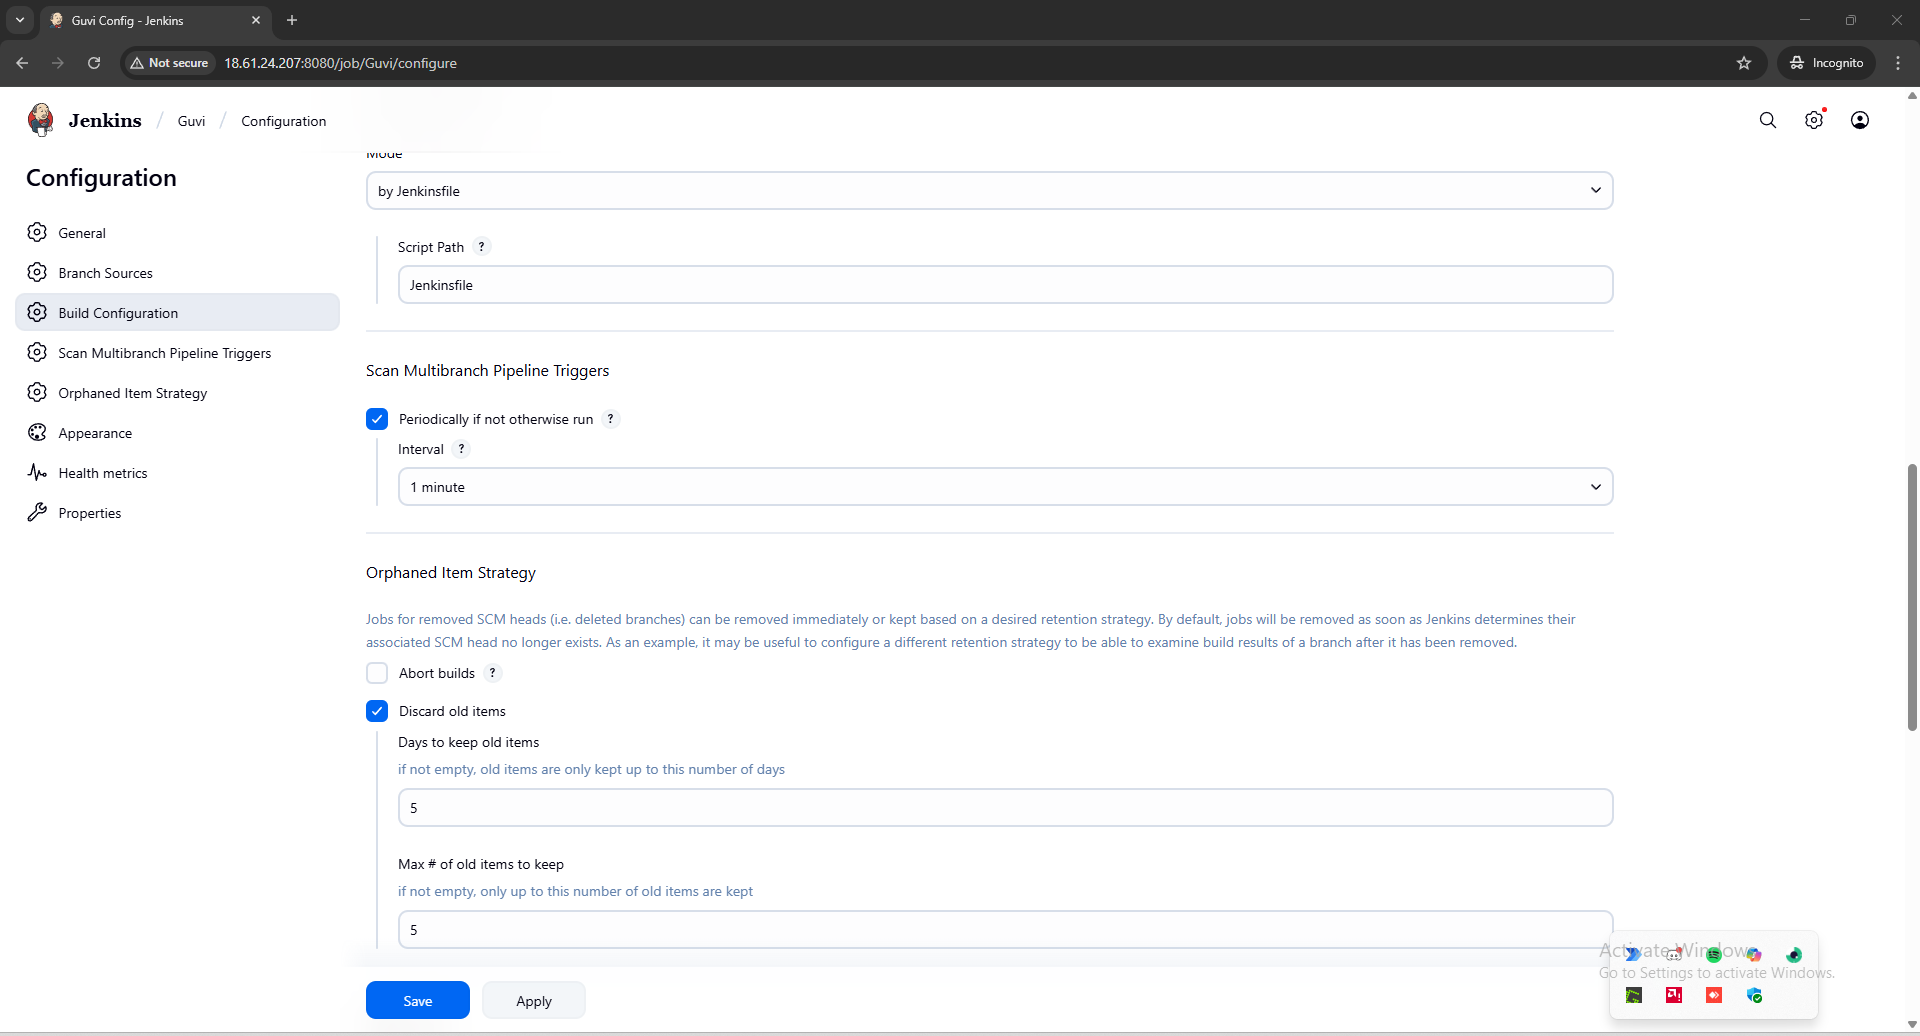 Guvi Config - Jenkins
Not secure
18.61.24.207:8080/job/Guvi/configure
Incognito
Jenkins / Guvi / Configuration
Configuration
General
Branch Sources
Build Configuration
Scan Multibranch Pipeline Triggers
Orphaned Item Strategy
Appearance
Health metrics
Properties
Mode
by Jenkinsfile
Script Path ?
Jenkinsfile
Scan Multibranch Pipeline Triggers
Periodically if not otherwise run ?
Interval ?
1 minute
Orphaned Item Strategy
Jobs for removed SCM heads (i.e. deleted branches) can be removed immediately or kept based on a desired retention strategy. By default, jobs will be removed as soon as Jenkins determines their
associated SCM head no longer exists. As an example, it may be useful to configure a different retention strategy to be able to examine build results of a branch after it has been removed.
Abort builds ?
Discard old items
Days to keep old items
if not empty, old items are only kept up to this number of days
5
Max # of old items to keep
if not empty, only up to this number of old items are kept
5
Save
Apply
Activate Windows
Go to Settings to activate Windows.